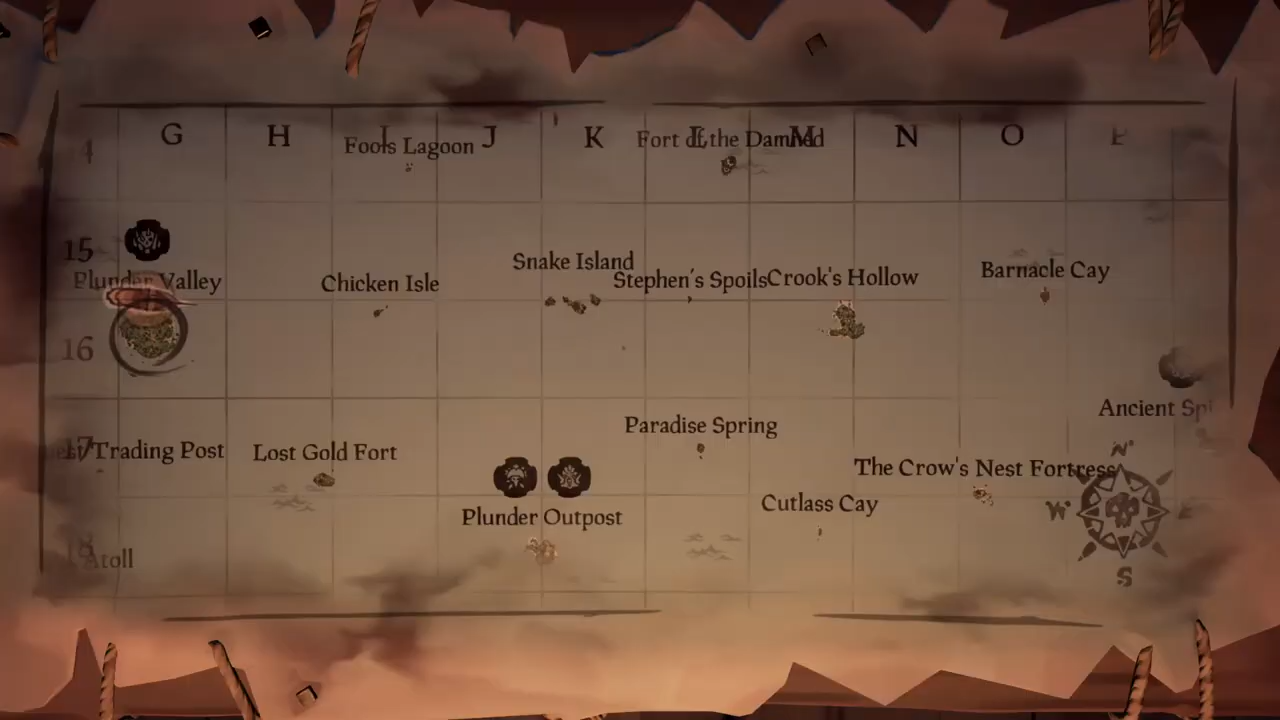 G H I J K L M N O P
4
Fools Lagoon
Fort of the Damned
15
Plunder Valley
Chicken Isle
Snake Island
Stephen's Spoils
Crook's Hollow
Barnacle Cay
16
Ancient
17
Trading Post
Lost Gold Fort
Paradise Spring
The Crow's Nest Fortress
N
W
E
S
Plunder Outpost
Cutlass Cay
18
Atoll